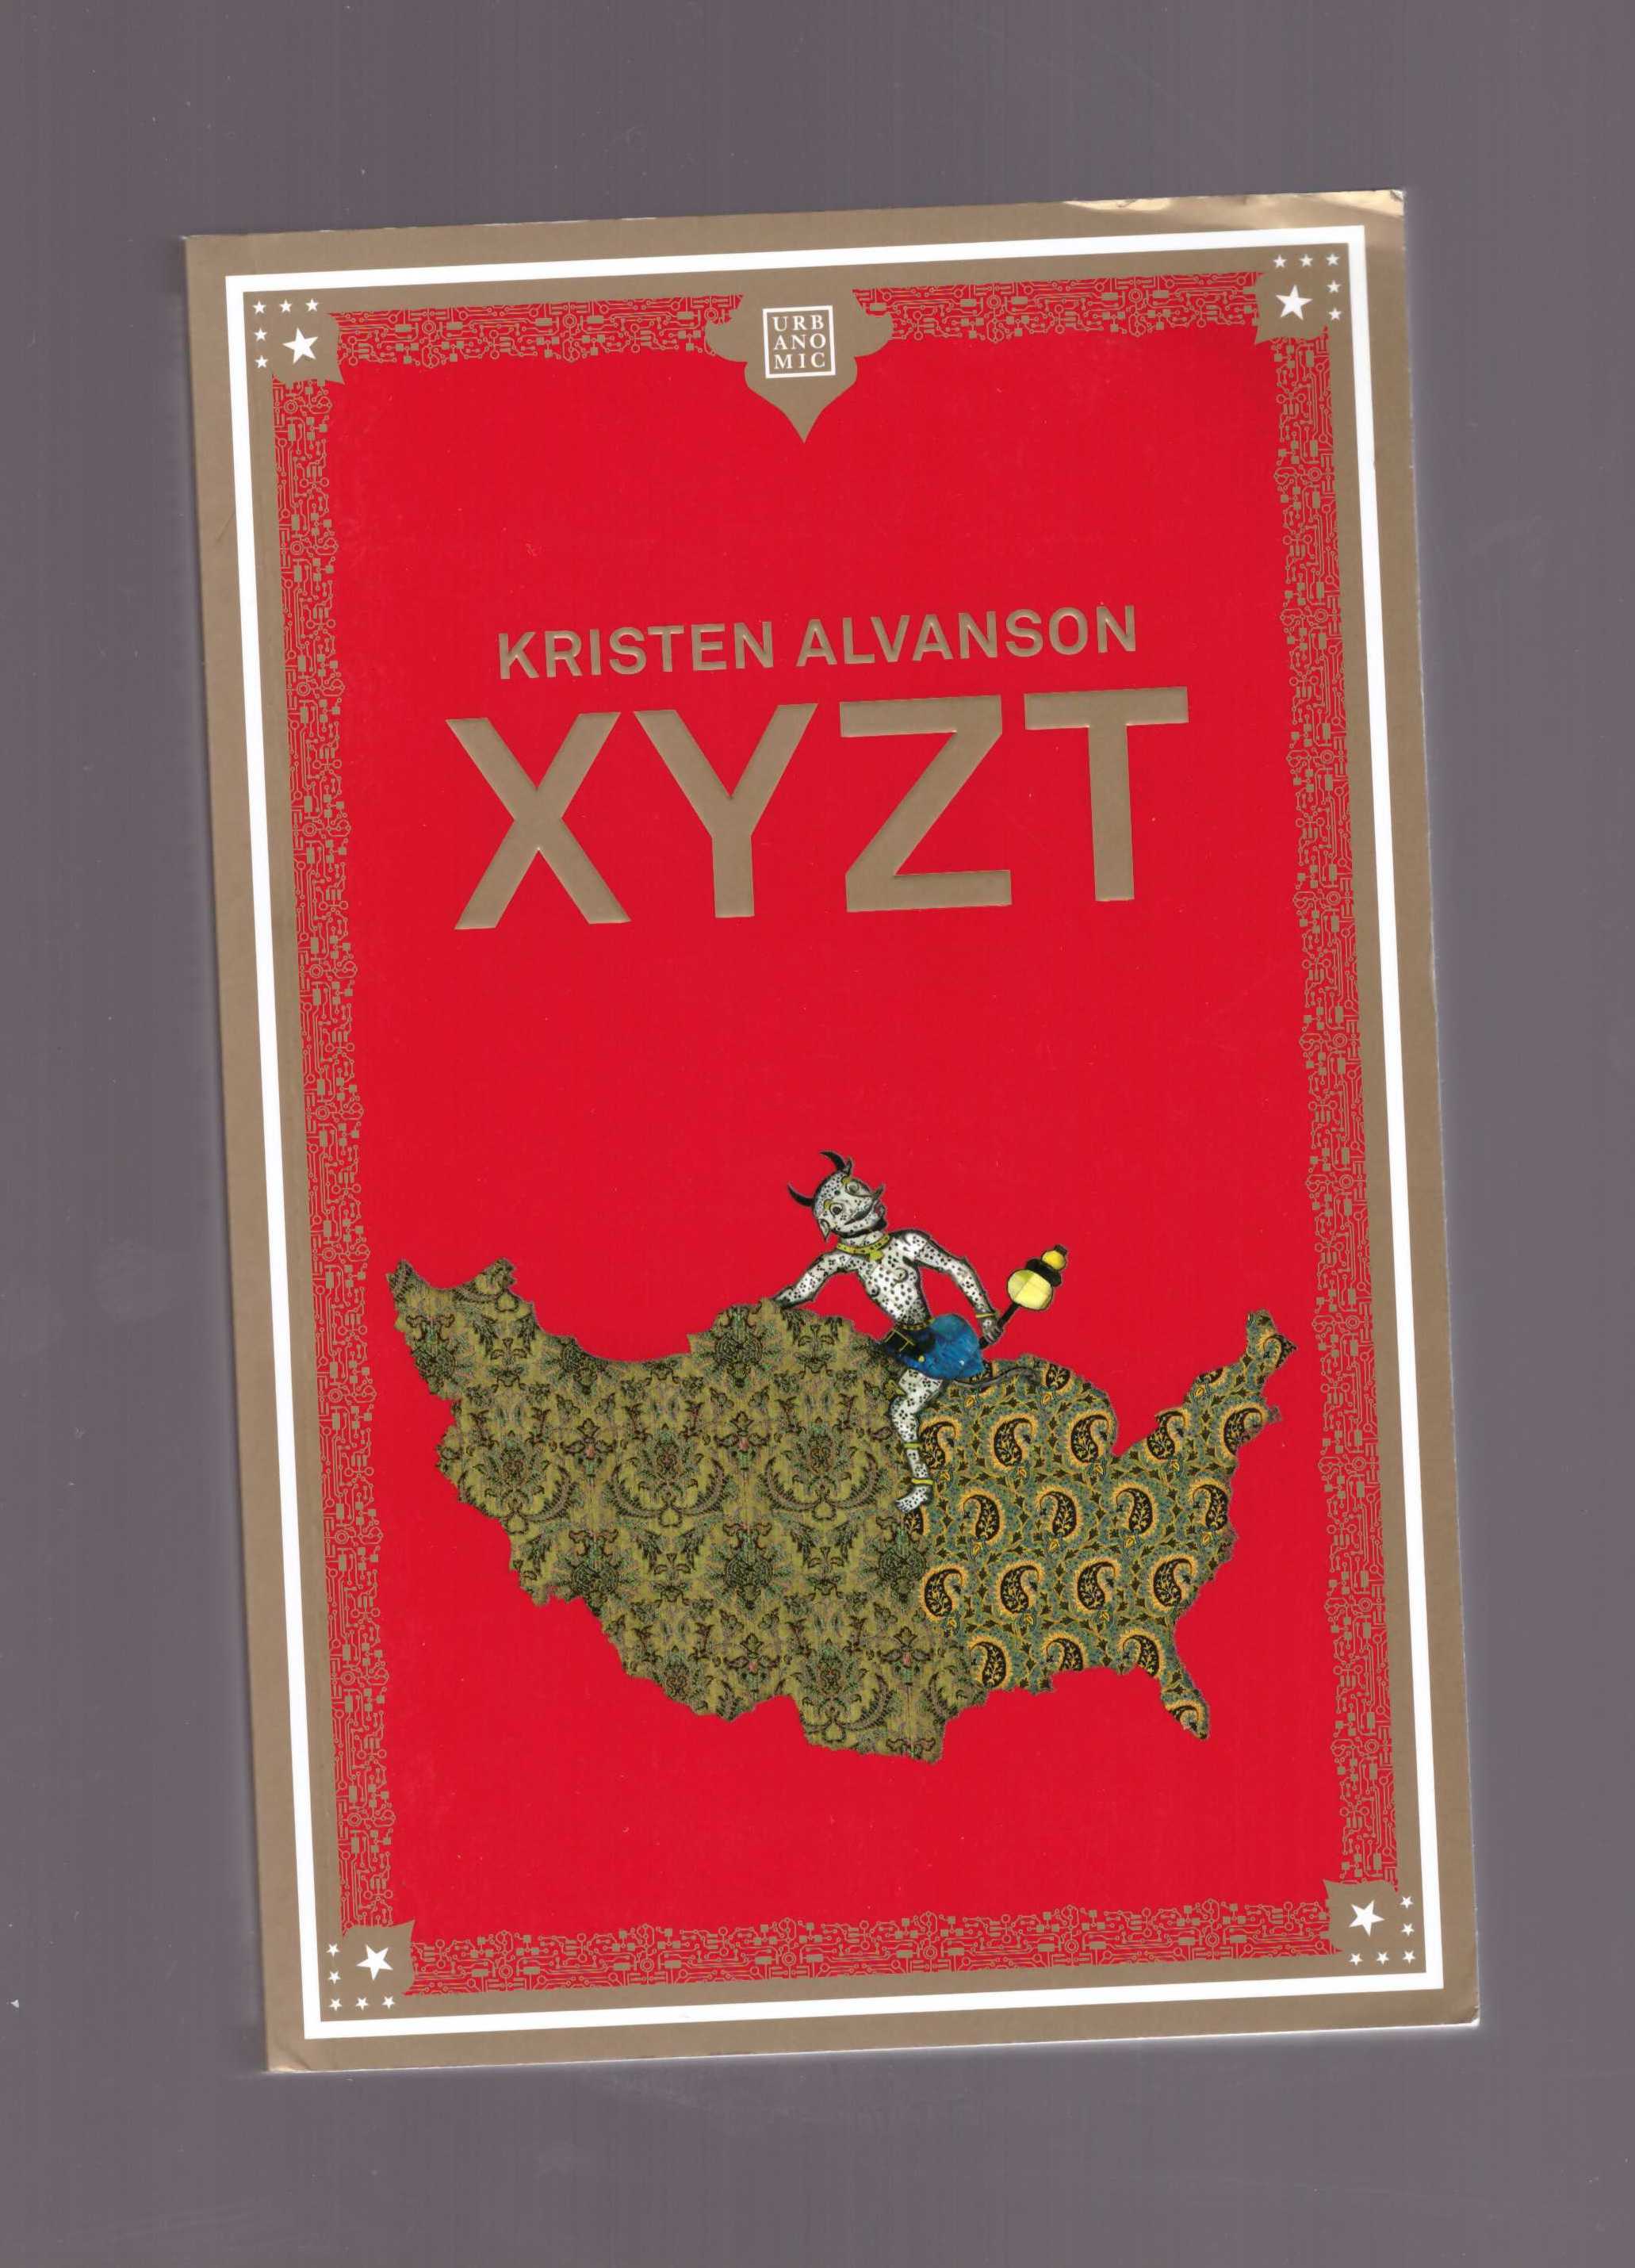 URB
ANO
MIC
KRISTEN ALVANSON
XYZT